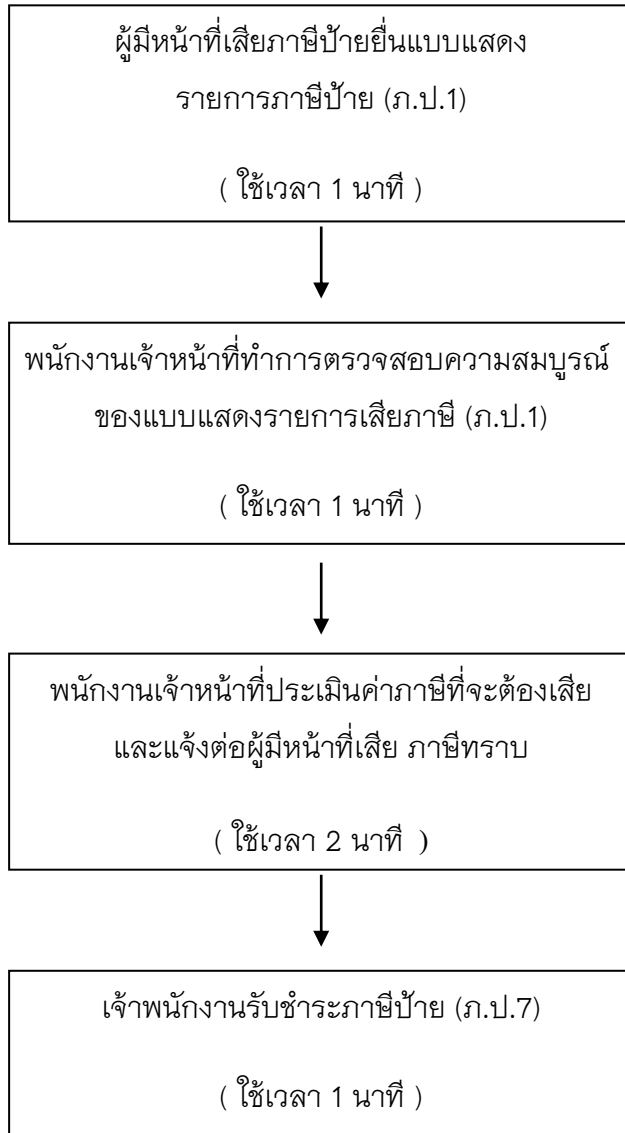 ผู้มีหน้าที่เสียภาษีป้ายยื่นแบบแสดง
รายการภาษีป้าย (ภ.ป.1)
( ใช้เวลา 1 นาที )
พนักงานเจ้าหน้าที่ทำการตรวจสอบความสมบูรณ์
ของแบบแสดงรายการเสียภาษี (ภ.ป.1)
( ใช้เวลา 1 นาที )
พนักงานเจ้าหน้าที่ประเมินค่าภาษีที่จะต้องเสีย
และแจ้งต่อผู้มีหน้าที่เสีย ภาษีทราบ
( ใช้เวลา 2 นาที )
เจ้าพนักงานรับชำระภาษีป้าย (ภ.ป.7)
( ใช้เวลา 1 นาที )